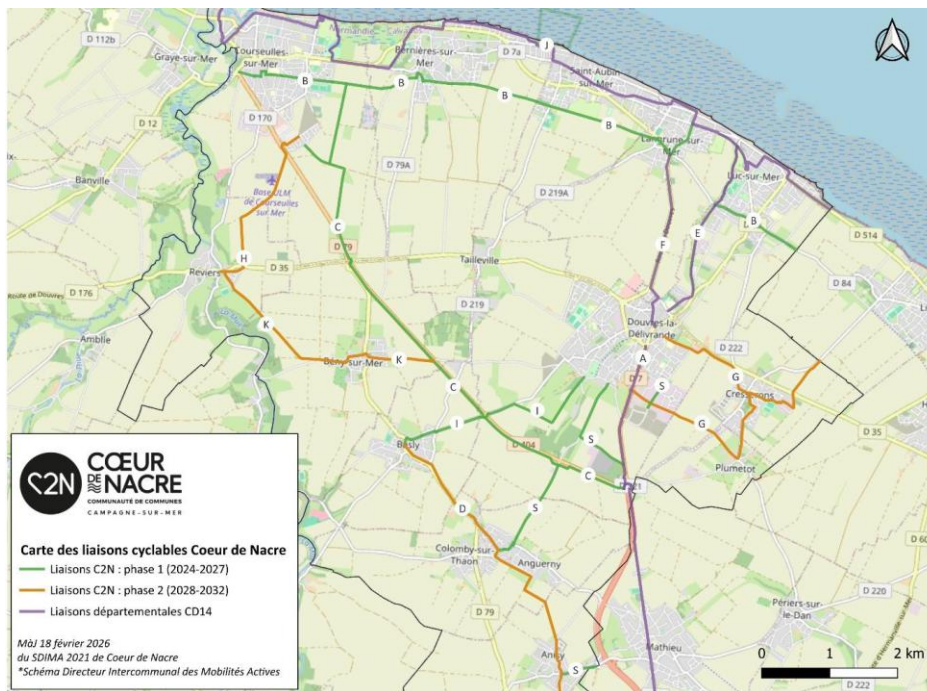 D 112b
Graye-sur-Mer
Courseulles-
sur-Mer
Normandie - Calvados
Bernières-sur-
Mer
D 7a
J
Saint-Aubin-
sur-Mer
B
B
B
B
D 170
D 12
Banville
Base ULM
de Courseulles
sur Mer
D 79A
D 219A
Langrune-sur-
Mer
Luc-sur-Mer
B
D 514
C
H
D 79
Tailleville
F
E
D 35
Reviers
D 176
Route de Douvres
D 84
Amblie
K
D 219
Douvres-la-
Délivrande
A
D 222
Bény-sur-Mer
K
C
D 7
S
G
Cresserons
I
I
G
D 35
Basly
D 404
S
C
Plumetot
D
S
Colomby-sur-
Thaon
Anguerny
D 79
D 220
Périers-sur-
le-Dan
Anisy
S
Mathieu
D 222
C2N
CŒUR
DE NACRE
COMMUNAUTÉ DE COMMUNES
CAMPAGNE-SUR-MER
Carte des liaisons cyclables Coeur de Nacre
Liaisons C2N : phase 1 (2024-2027)
Liaisons C2N : phase 2 (2028-2032)
Liaisons départementales CD14
Màj 18 février 2026
du SDIMA 2021 de Coeur de Nacre
*Schéma Directeur Intercommunal des Mobilités Actives
0 1 2 km